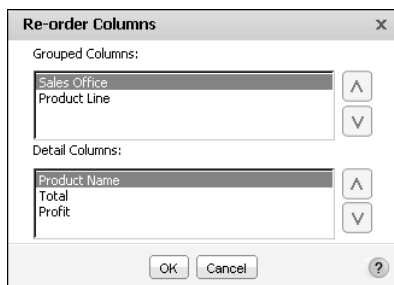 Re-order Columns
Grouped Columns:
Sales Office
Product Line
Detail Columns:
Product Name
Total
Profit
OK Cancel ?